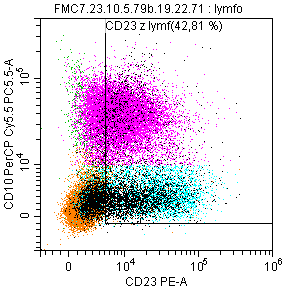 FMC7.23.10.5.79b.19.22.71 : lymfo
CD23 z lymf(42,81 %)
CD10 PerCP Cy5.5 PC5.5-A
10^5
10^4
0
0
10^4
10^5
10^6
CD23 PE-A